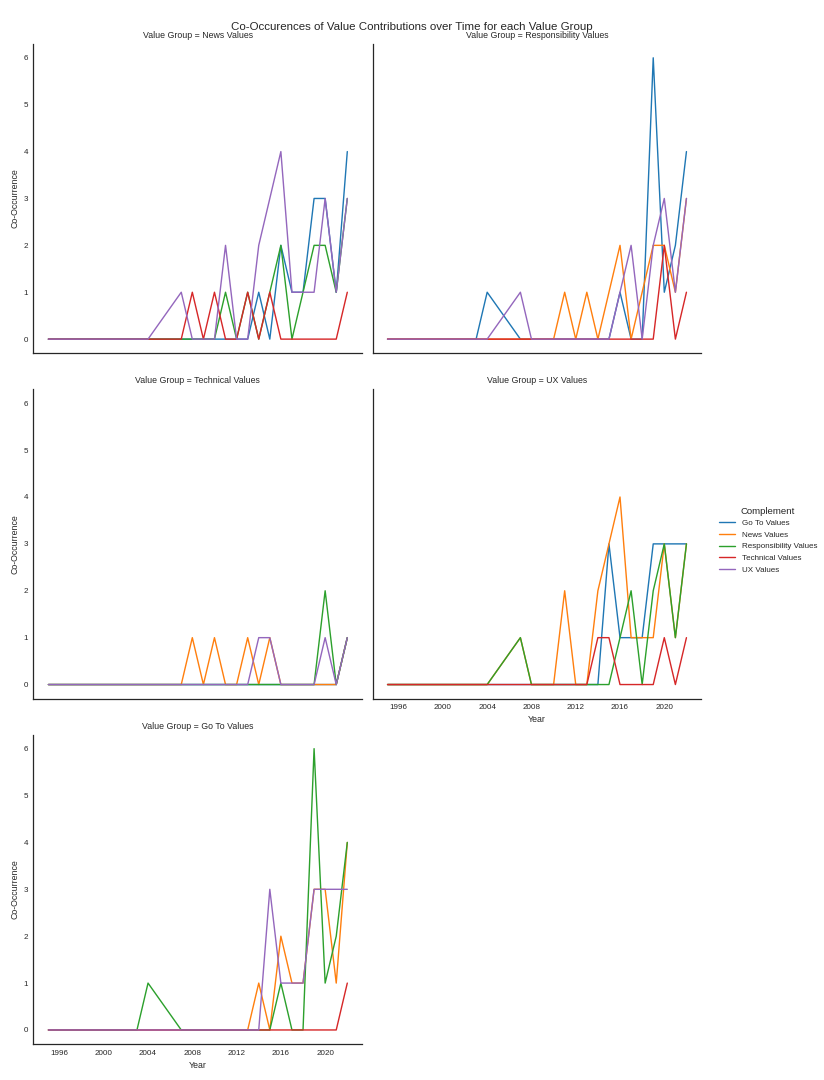 Co-Occurences of Value Contributions over Time for each Value Group
Value Group = News Values
Value Group = Responsibility Values
6
5
4
3
2
1
0
Co-Occurrence
Value Group = Technical Values
Value Group = UX Values
6
5
4
3
2
1
0
Co-Occurrence
1996 2000 2004 2008 2012 2016 2020
Year
Complement
Go To Values
News Values
Responsibility Values
Technical Values
UX Values
Value Group = Go To Values
6
5
4
3
2
1
0
Co-Occurrence
1996 2000 2004 2008 2012 2016 2020
Year